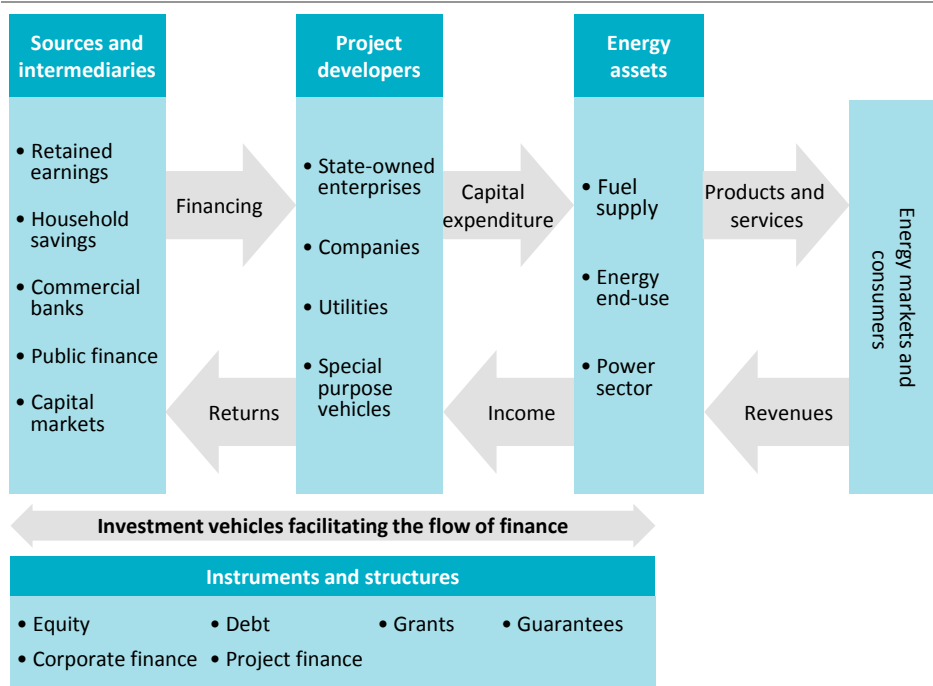 Sources and
intermediaries
• Retained
earnings
• Household
savings
• Commercial
banks
• Public finance
• Capital
markets
Financing
Returns
Project
developers
• State-owned
enterprises
• Companies
• Utilities
• Special
purpose
vehicles
Capital
expenditure
Income
Energy
assets
• Fuel
supply
• Energy
end-use
• Power
sector
Products and
services
Revenues
Energy markets and
consumers
Investment vehicles facilitating the flow of finance
Instruments and structures
• Equity • Debt • Grants • Guarantees
• Corporate finance • Project finance